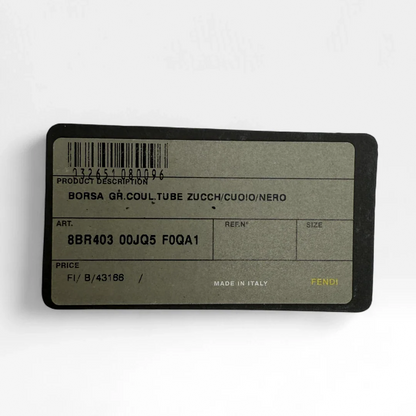 232651080096
PRODUCT DESCRIPTION
BORSA GR.COUL.TUBE ZUCCH/CUOIO/NERO
ART.
REF.N°
SIZE
8BR403 00JQ5 F0QA1
PRICE
FI/ B/43166 /
MADE IN ITALY
FENDI